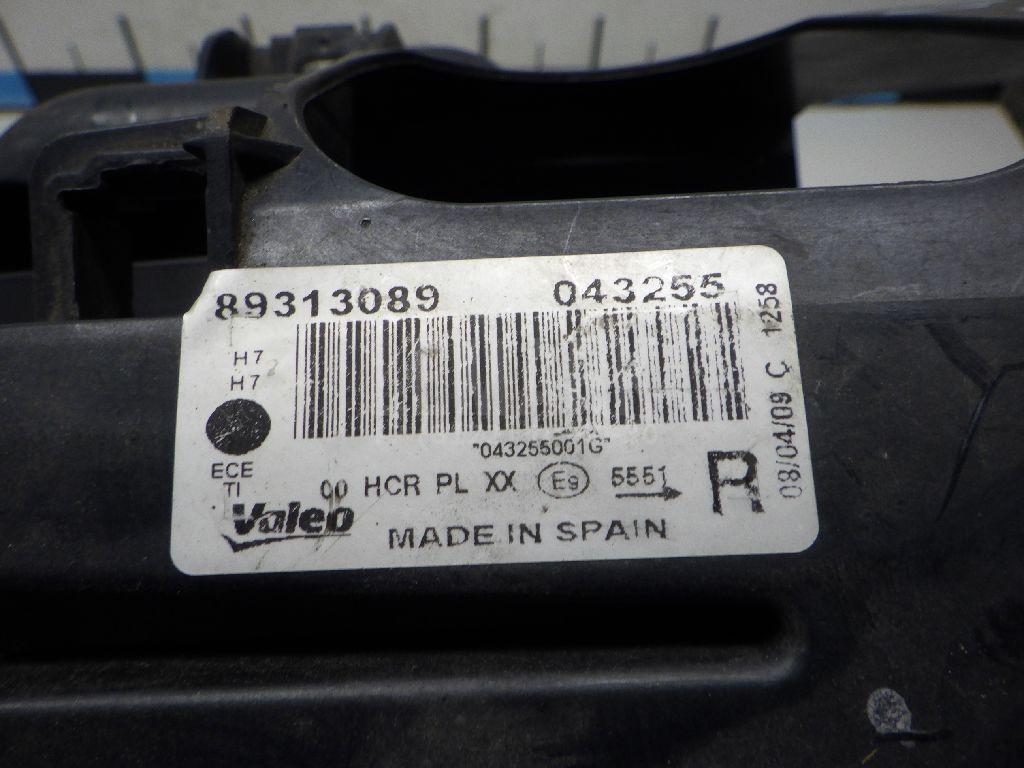 89313089 043255
H7
H7
"043255001G"
ECE
TI
00 HCR PL XX E9 5551
R
Valeo
MADE IN SPAIN
08/04/09 C 1258